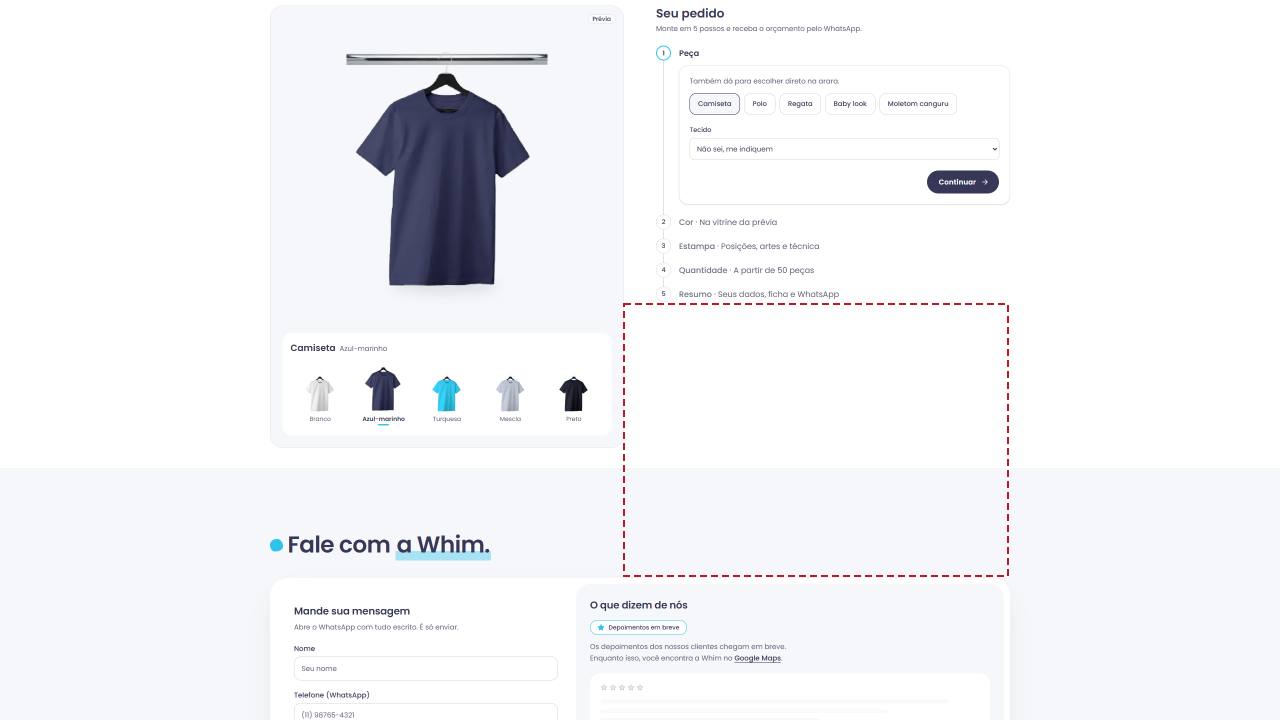 Prévia
Seu pedido
Monte em 5 passos e receba o orçamento pelo WhatsApp.
1 Peça
Também dá para escolher direto na arara.
Camiseta Polo Regata Baby look Moletom canguru
Tecido
Não sei, me indiquem
Continuar →
2 Cor · Na vitrine da prévia
3 Estampa · Posições, artes e técnica
4 Quantidade · A partir de 50 peças
5 Resumo · Seus dados, ficha e WhatsApp
Camiseta Azul-marinho
Branco Azul-marinho Turquesa Mescla Preto
Fale com a Whim.
Mande sua mensagem
Abre o WhatsApp com tudo escrito. É só enviar.
Nome
Seu nome
Telefone (WhatsApp)
(11) 98765-4321
O que dizem de nós
Depoimentos em breve
Os depoimentos dos nossos clientes chegam em breve.
Enquanto isso, você encontra a Whim no Google Maps.